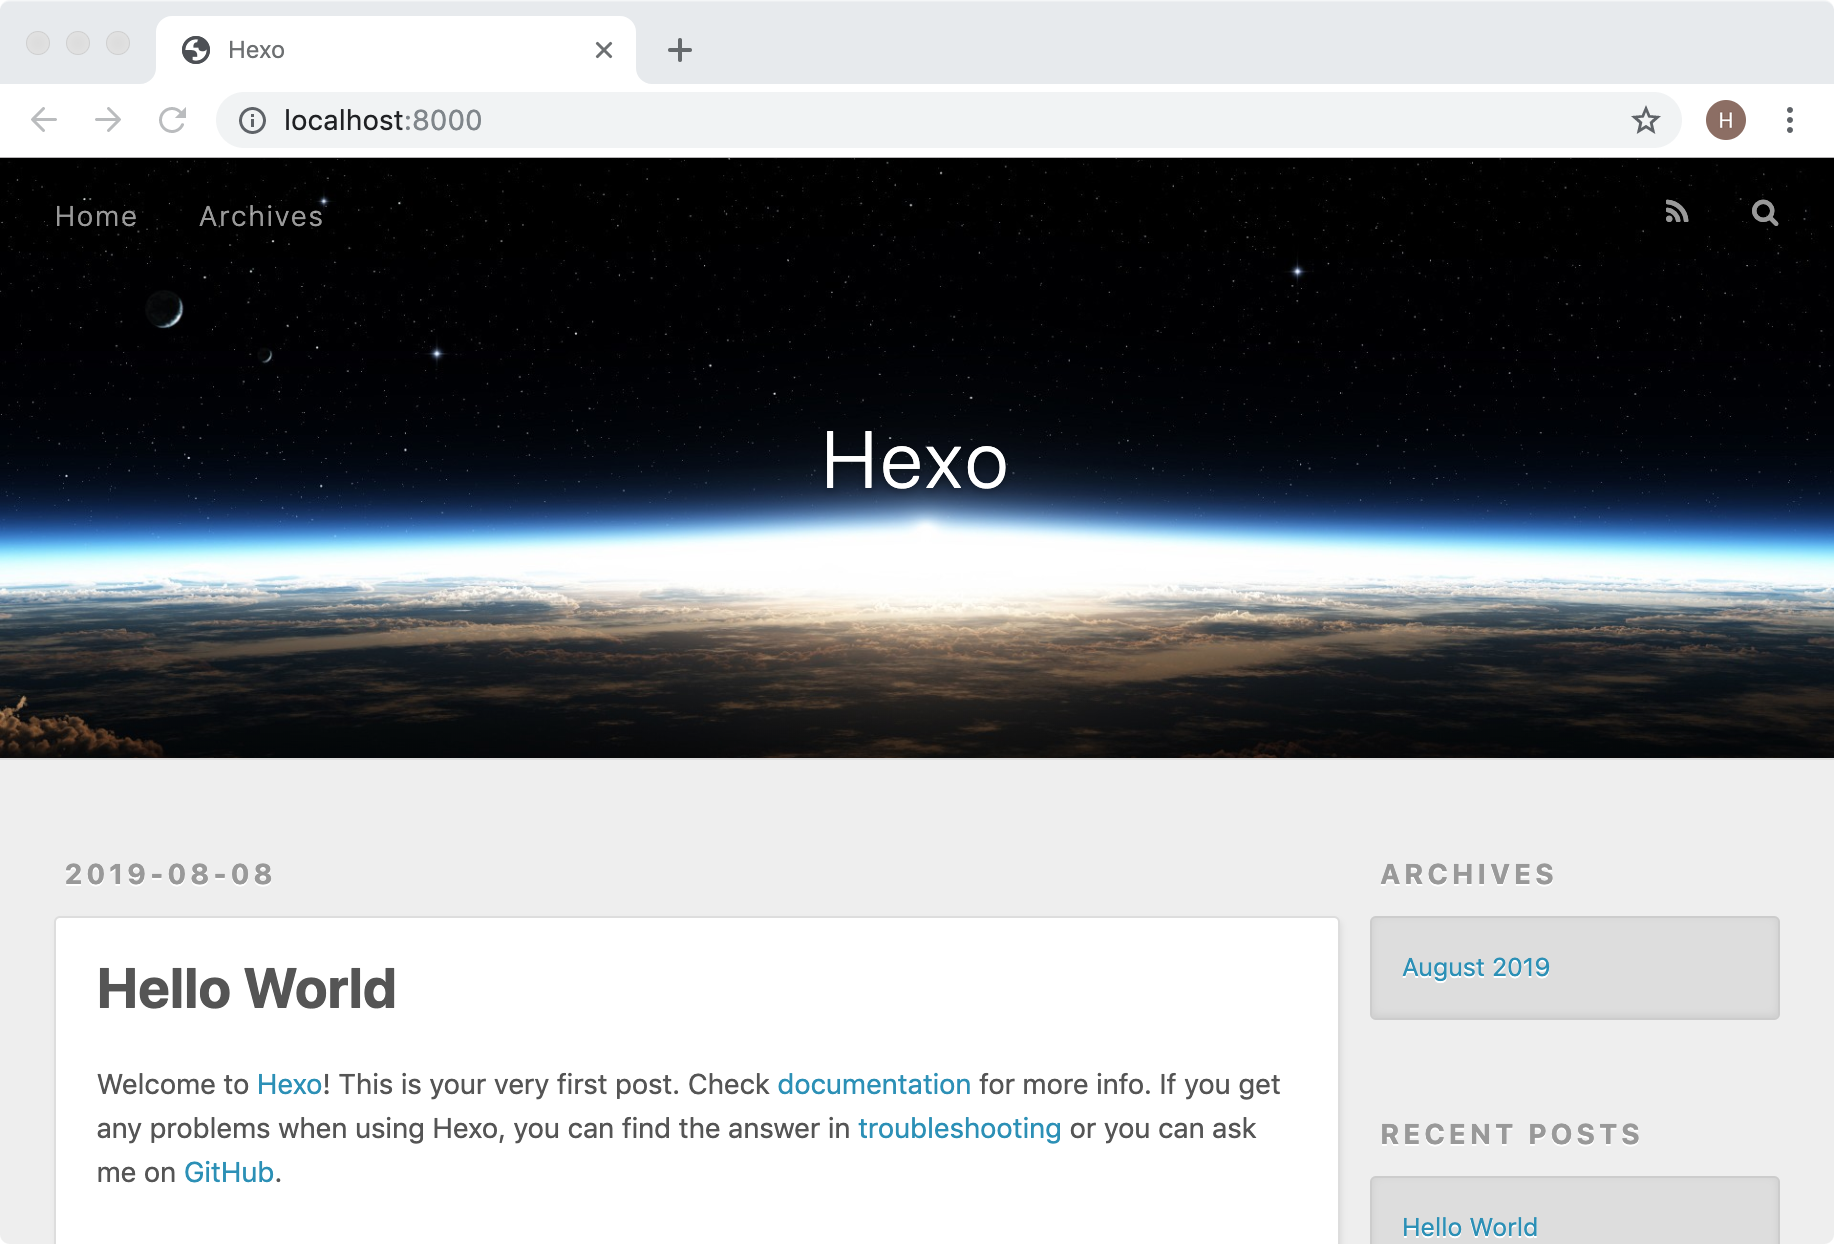 Hexo
localhost:8000
H
Home
Archives
Hexo
2019-08-08
Hello World
Welcome to Hexo! This is your very first post. Check documentation for more info. If you get
any problems when using Hexo, you can find the answer in troubleshooting or you can ask
me on GitHub.
ARCHIVES
August 2019
RECENT POSTS
Hello World